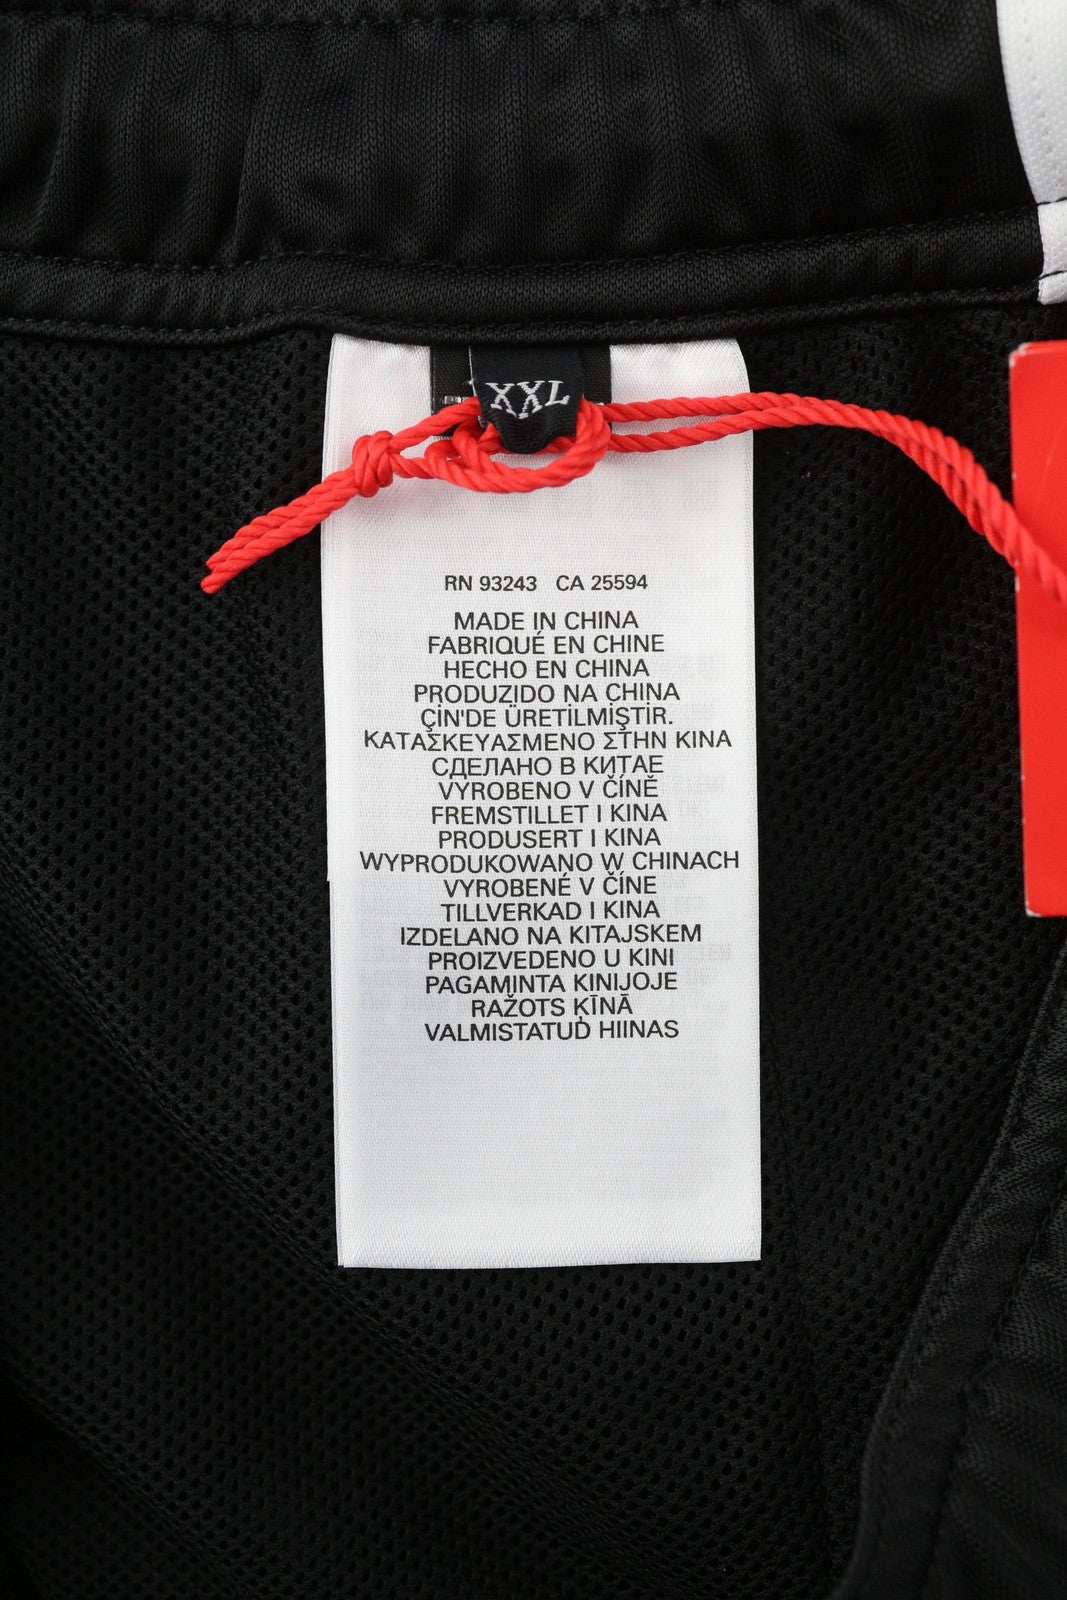 XXL
RN 93243 CA 25594
MADE IN CHINA
FABRIQUÉ EN CHINE
HECHO EN CHINA
PRODUZIDO NA CHINA
ÇİN'DE ÜRETİLMİŞTİR.
ΚΑΤΑΣΚΕΥΑΣΜΕΝΟ ΣΤΗΝ ΚΙΝΑ
СДЕЛАНО В КИТАЕ
VYROBENO V ČÍNĚ
FREMSTILLET I KINA
PRODUSERT I KINA
WYPRODUKOWANO W CHINACH
VYROBENÉ V ČÍNE
TILLVERKAD I KINA
IZDELANO NA KITAJSKEM
PROIZVEDENO U KINI
PAGAMINTA KINIJOJE
RAŽOTS ĶĪNĀ
VALMISTATUD HIINAS